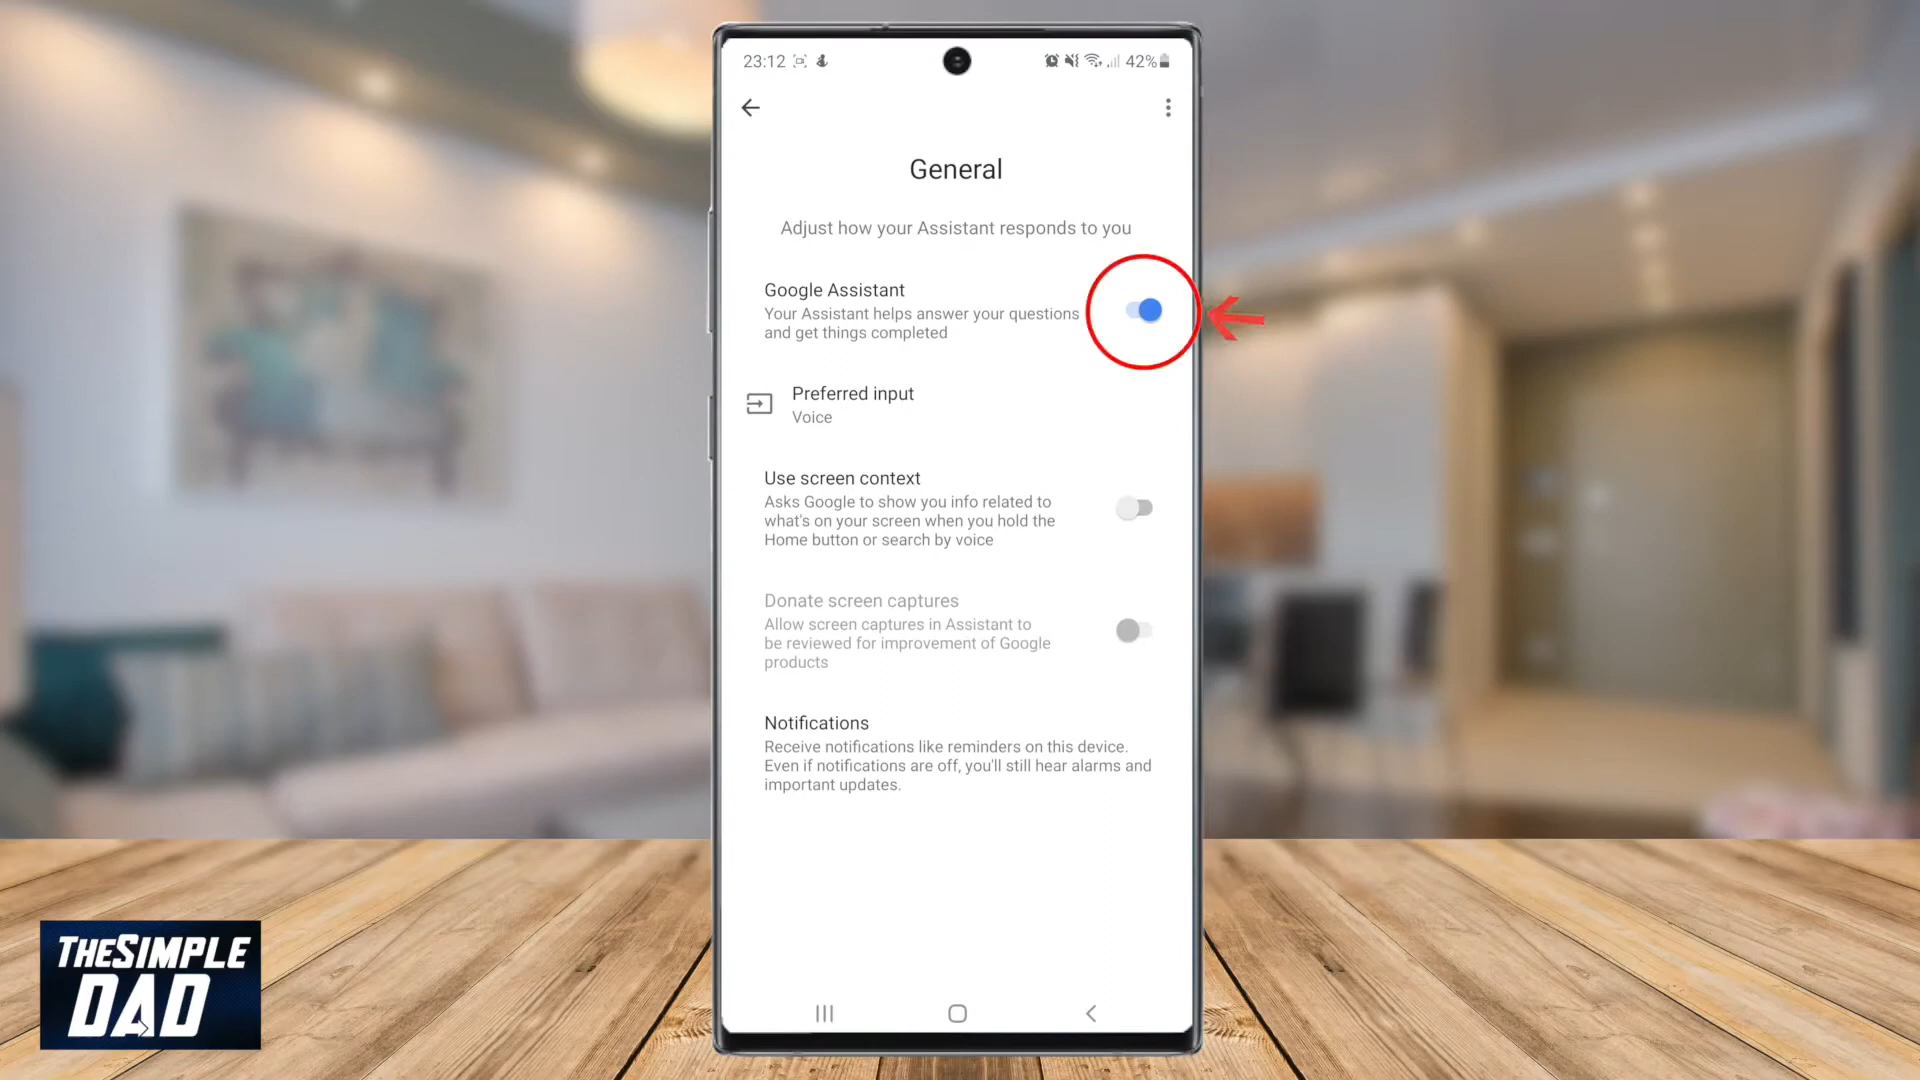 23:12
42%
General
Adjust how your Assistant responds to you
Google Assistant
Your Assistant helps answer your questions
and get things completed
Preferred input
Voice
Use screen context
Asks Google to show you info related to
what's on your screen when you hold the
Home button or search by voice
Donate screen captures
Allow screen captures in Assistant to
be reviewed for improvement of Google
products
Notifications
Receive notifications like reminders on this device.
Even if notifications are off, you'll still hear alarms and
important updates.
THESIMPLE
DAD